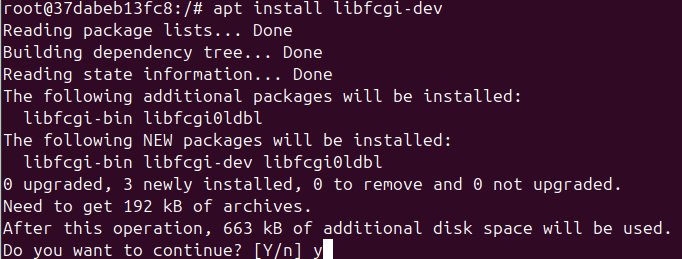 root@37dabeb13fc8:/# apt install libfcgi-dev
Reading package lists... Done
Building dependency tree... Done
Reading state information... Done
The following additional packages will be installed:
  libfcgi-bin libfcgi0ldbl
The following NEW packages will be installed:
  libfcgi-bin libfcgi-dev libfcgi0ldbl
0 upgraded, 3 newly installed, 0 to remove and 0 not upgraded.
Need to get 192 kB of archives.
After this operation, 663 kB of additional disk space will be used.
Do you want to continue? [Y/n] y